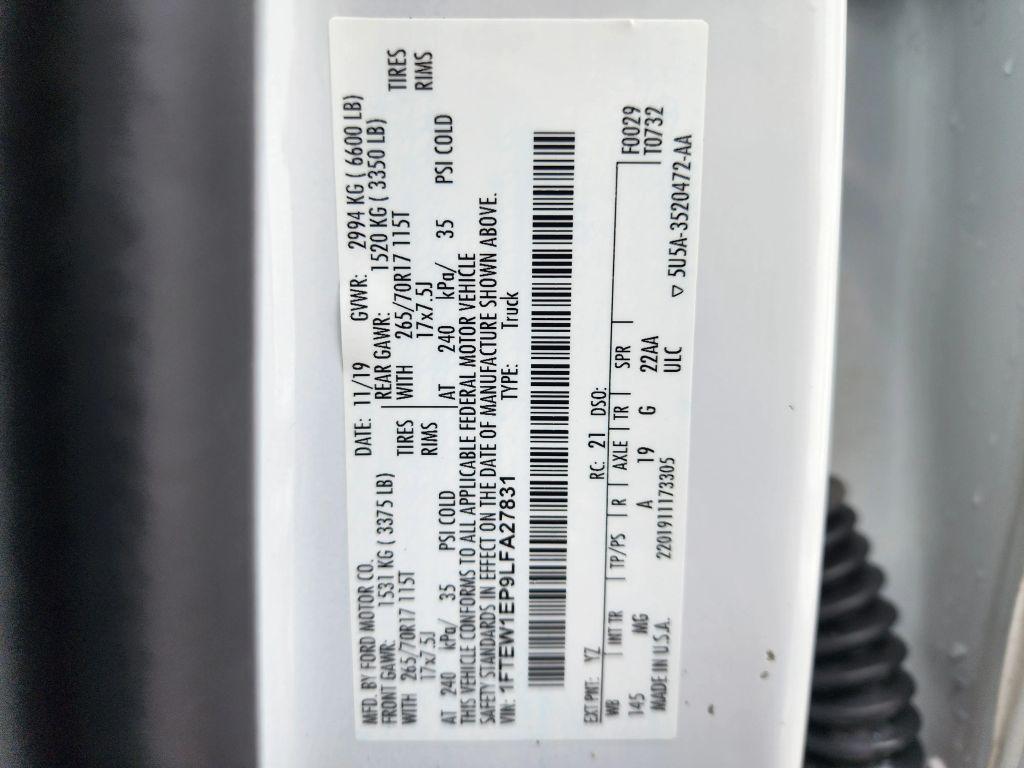 MFD. BY FORD MOTOR CO.
DATE: 11/19 GVWR: 2994 KG ( 6600 LB)
FRONT GAWR: 1531 KG ( 3375 LB) REAR GAWR: 1520 KG ( 3350 LB)
WITH 265/70R17 115T TIRES WITH 265/70R17 115T TIRES
17x7.5J RIMS 17x7.5J RIMS
AT 240 kPa/ 35 PSI COLD AT 240 kPa/ 35 PSI COLD
THIS VEHICLE CONFORMS TO ALL APPLICABLE FEDERAL MOTOR VEHICLE
SAFETY STANDARDS IN EFFECT ON THE DATE OF MANUFACTURE SHOWN ABOVE.
VIN: 1FTEW1EP9LFA27831 TYPE: Truck
EXT PNT: YZ RC: 21 DSO:
WB INT TR TP/PS R AXLE TR SPR F0029
145 MG A 19 G 22AA T0732
MADE IN U.S.A. 220191117​3305 ULC ▽ 5U5A-3520472-AA